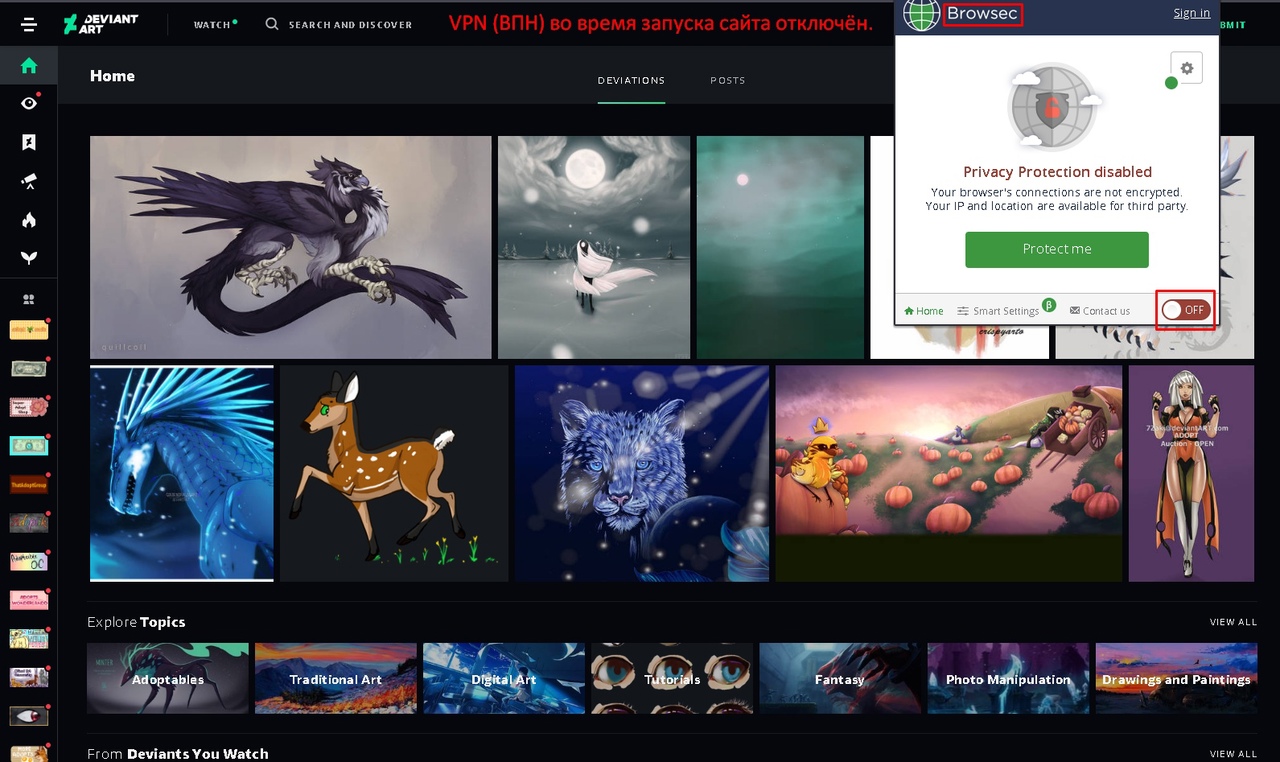 DEVIANT ART
WATCH
SEARCH AND DISCOVER
VPN (ВПН) во время запуска сайта отключён.
Browsec
Sign in
Home
DEVIATIONS
POSTS
Privacy Protection disabled
Your browser's connections are not encrypted.
Your IP and location are available for third party.
Protect me
Home
Smart Settings
β
Contact us
OFF
quillcoil
crispyanto
7Zaki@deviantART.com
ADOPT
Auction - OPEN
Explore Topics
VIEW ALL
Adoptables
Traditional Art
Digital Art
Tutorials
Fantasy
Photo Manipulation
Drawings and Paintings
From Deviants You Watch
VIEW ALL